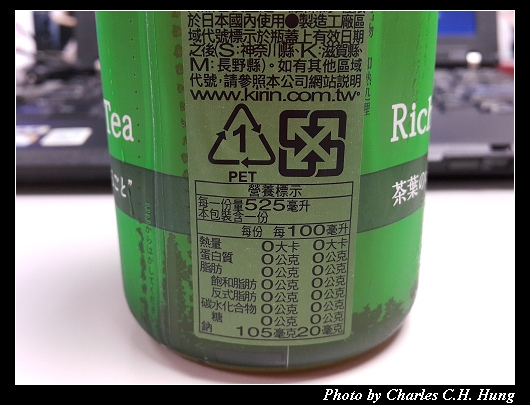 於日本國內使用●製造工廠區
域代號標示於瓶蓋上有效日期
之後(S:神奈川縣、K:滋賀縣、
M:長野縣)。如有其他區域
代號,請參照本公司網站說明
www.kirin.com.tw。
Tea
Rich
1
PET
茶葉の
ごと”
營養標示
每一份量525毫升
本包裝含一份
每份 每100毫升
熱量 0大卡 0大卡
蛋白質 0公克 0公克
脂肪 0公克 0公克
飽和脂肪 0公克 0公克
反式脂肪 0公克 0公克
碳水化合物 0公克 0公克
糖 0公克 0公克
鈉 105毫克 20毫克
Photo by Charles C.H. Hung